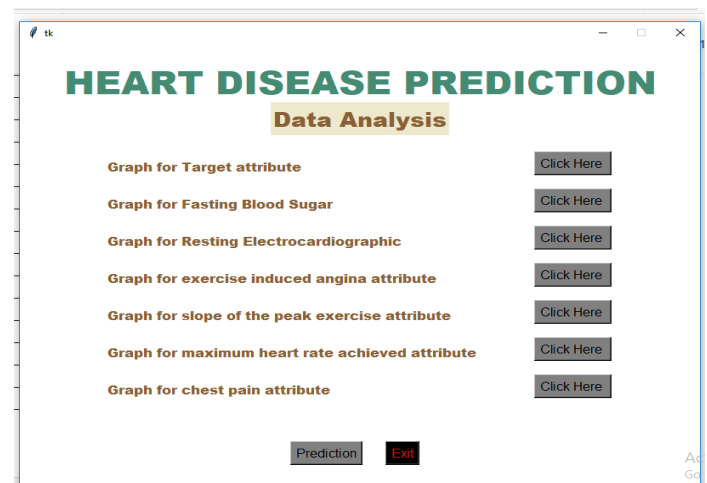 tk
HEART DISEASE PREDICTION
Data Analysis
Graph for Target attribute Click Here
Graph for Fasting Blood Sugar Click Here
Graph for Resting Electrocardiographic Click Here
Graph for exercise induced angina attribute Click Here
Graph for slope of the peak exercise attribute Click Here
Graph for maximum heart rate achieved attribute Click Here
Graph for chest pain attribute Click Here
Prediction Exit